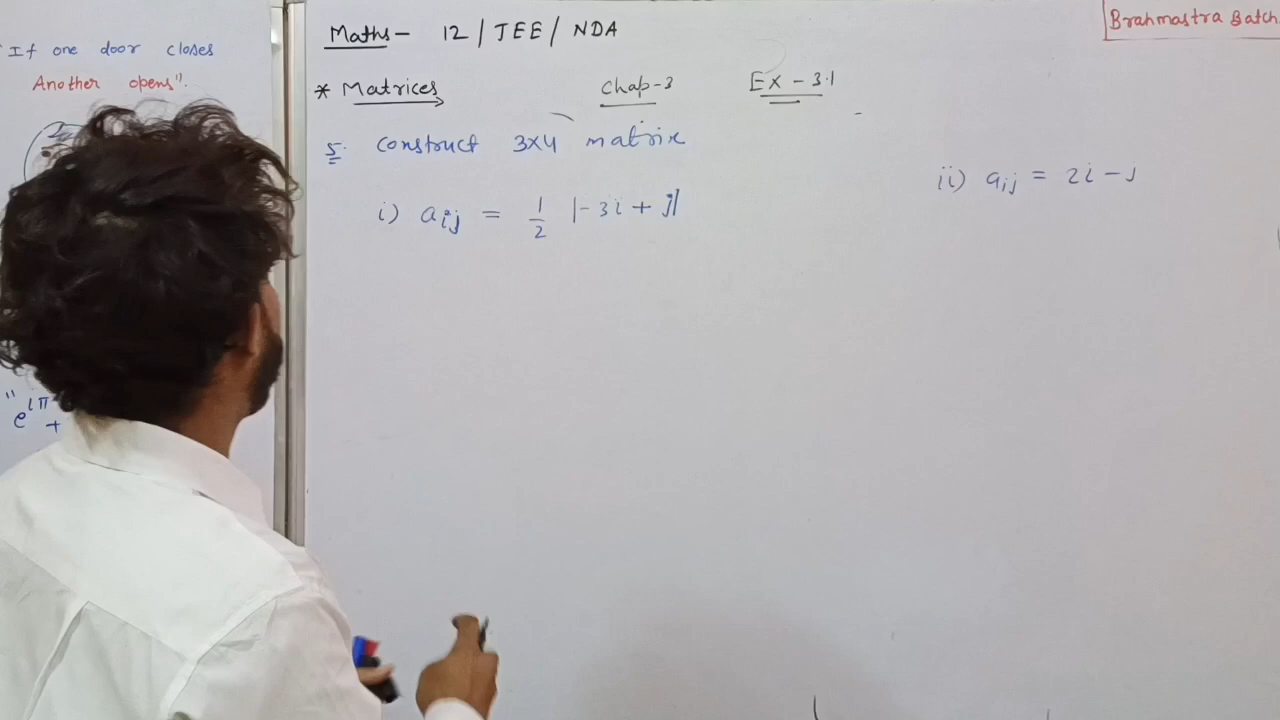 "If one door closes
Another opens".
Maths - 12 / JEE / NDA
Brahmastra Batch
* Matrices Chap-3 Ex - 3.1
5. Construct 3x4 matrix
i) aij = 1/2 |-3i + j|
ii) aij = 2i - j
"e^iπ
+